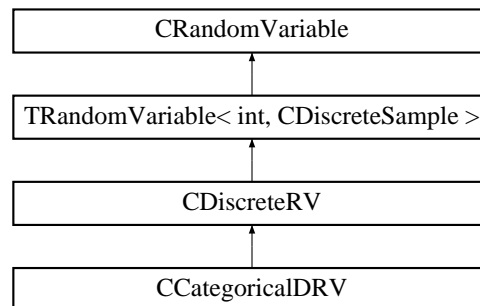 CRandomVariable
TRandomVariable< int, CDiscreteSample >
CDiscreteRV
CCategoricalDRV